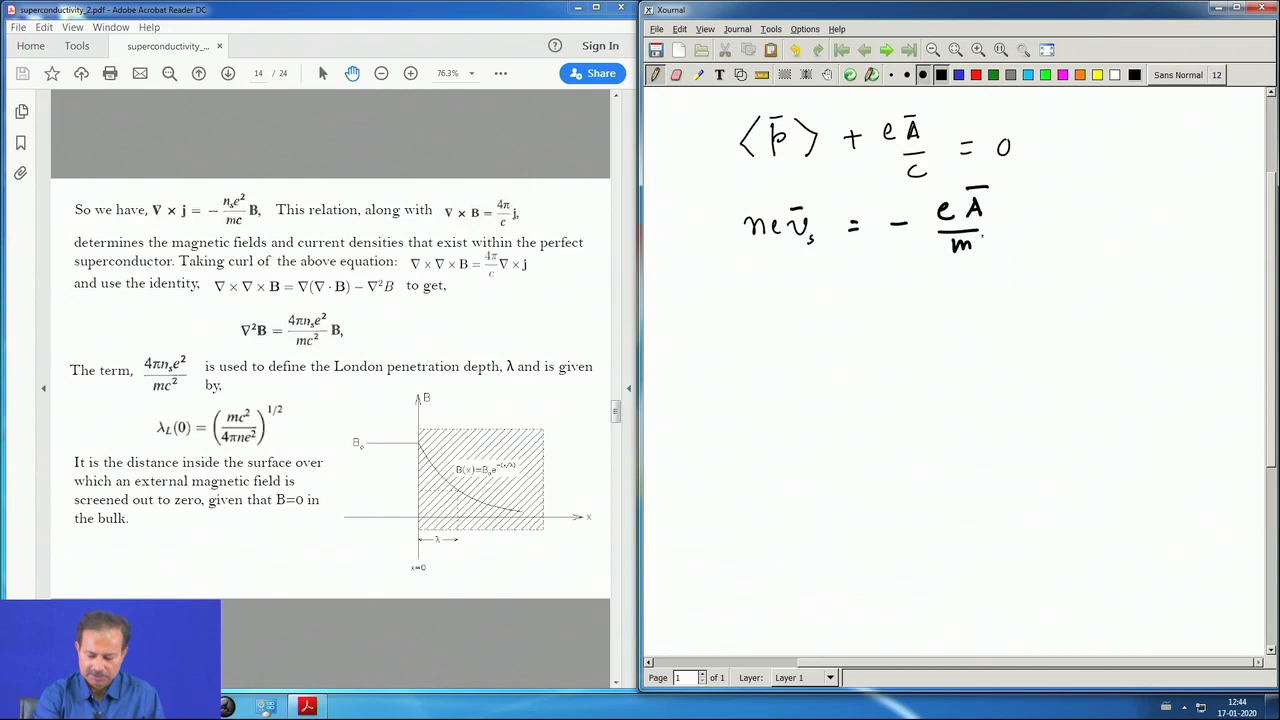 superconductivity_2.pdf - Adobe Acrobat Reader DC
File Edit View Window Help
Home Tools superconductivity_... × Sign In
14 / 24 76.3% Share
So we have, ∇ × j = − nₛe²/mc B, This relation, along with ∇ × B = 4π/c j,
determines the magnetic fields and current densities that exist within the perfect
superconductor. Taking curl of the above equation: ∇ × ∇ × B = 4π/c ∇ × j
and use the identity, ∇ × ∇ × B = ∇(∇ · B) − ∇²B to get,
∇²B = 4πnₛe²/mc² B,
The term, 4πnₛe²/mc² is used to define the London penetration depth, λ and is given
by,
λ_L(0) = (mc²/4πne²)^1/2
It is the distance inside the surface over
which an external magnetic field is
screened out to zero, given that B=0 in
the bulk.
B
B₀
B(x)=B₀e^−(x/λ)
x
λ
x=0
Xournal
File Edit View Journal Tools Options Help
Sans Normal 12
⟨p̄⟩ + eĀ/c = 0
nev̄ₛ = − eĀ/m
Page 1 of 1 Layer: Layer 1
12:44
17-01-2020